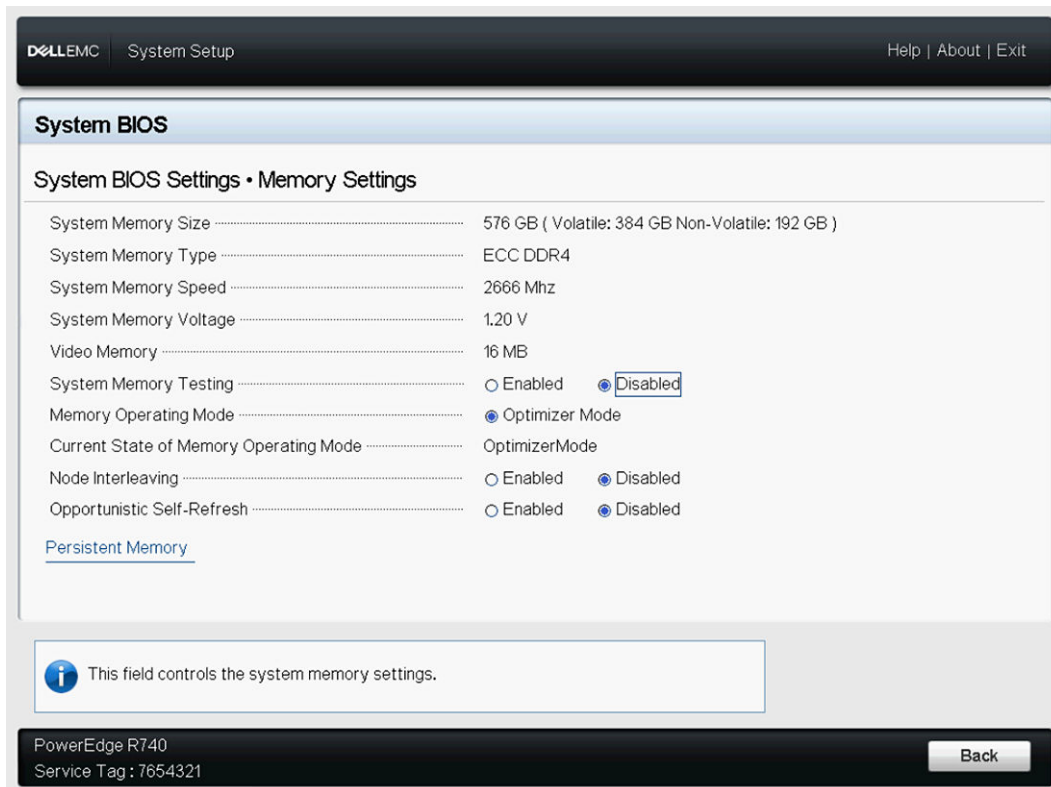 DELLEMC System Setup Help | About | Exit
System BIOS
System BIOS Settings • Memory Settings
System Memory Size 576 GB ( Volatile: 384 GB Non-Volatile: 192 GB )
System Memory Type ECC DDR4
System Memory Speed 2666 Mhz
System Memory Voltage 1.20 V
Video Memory 16 MB
System Memory Testing Enabled Disabled
Memory Operating Mode Optimizer Mode
Current State of Memory Operating Mode OptimizerMode
Node Interleaving Enabled Disabled
Opportunistic Self-Refresh Enabled Disabled
Persistent Memory
This field controls the system memory settings.
PowerEdge R740
Service Tag : 7654321
Back